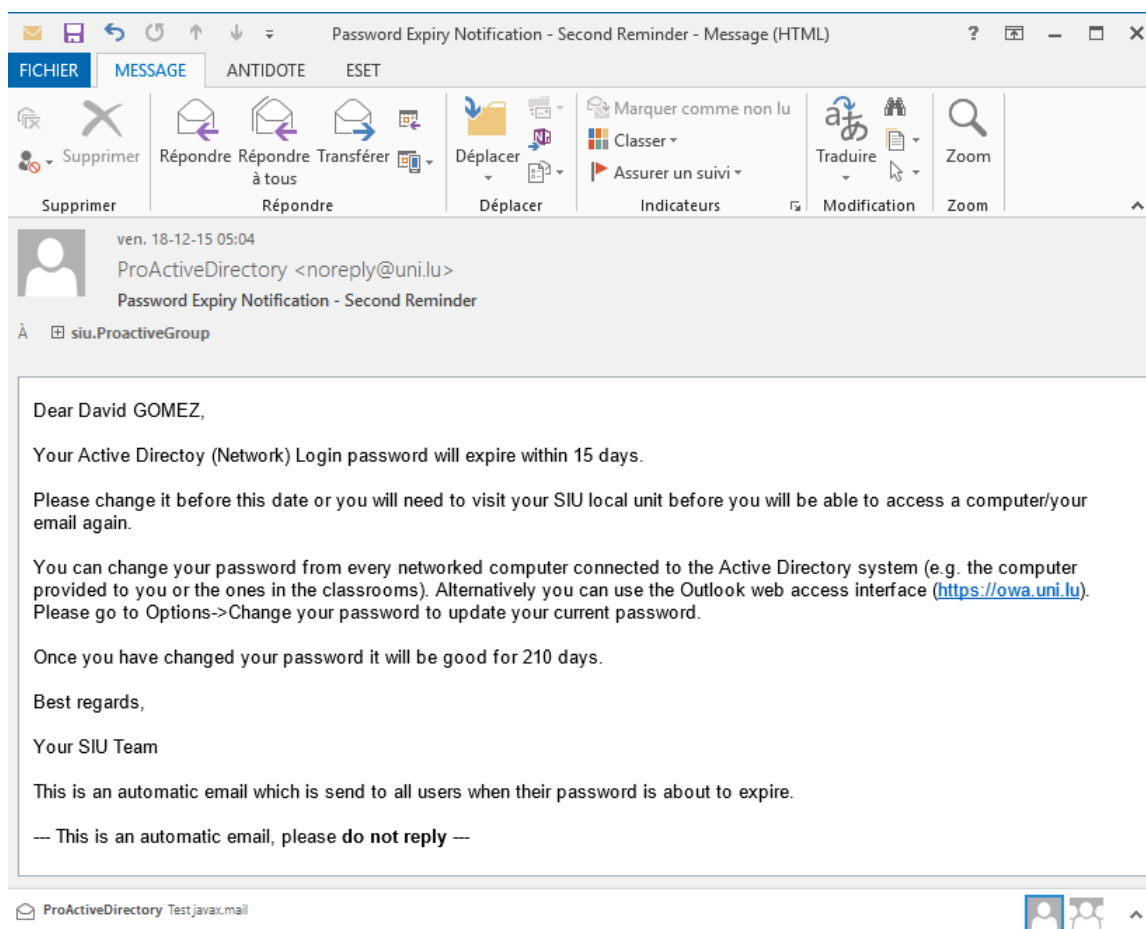 Password Expiry Notification - Second Reminder - Message (HTML)
FICHIER MESSAGE ANTIDOTE ESET
Supprimer
Répondre Répondre à tous Transférer
Déplacer
Marquer comme non lu
Classer
Assurer un suivi
Traduire
Zoom
Supprimer Répondre Déplacer Indicateurs Modification Zoom
ven. 18-12-15 05:04
ProActiveDirectory <noreply@uni.lu>
Password Expiry Notification - Second Reminder
À siu.ProactiveGroup
Dear David GOMEZ,
Your Active Directoy (Network) Login password will expire within 15 days.
Please change it before this date or you will need to visit your SIU local unit before you will be able to access a computer/your
email again.
You can change your password from every networked computer connected to the Active Directory system (e.g. the computer
provided to you or the ones in the classrooms). Alternatively you can use the Outlook web access interface (https://owa.uni.lu).
Please go to Options->Change your password to update your current password.
Once you have changed your password it will be good for 210 days.
Best regards,
Your SIU Team
This is an automatic email which is send to all users when their password is about to expire.
--- This is an automatic email, please do not reply ---
ProActiveDirectory Test javax.mail